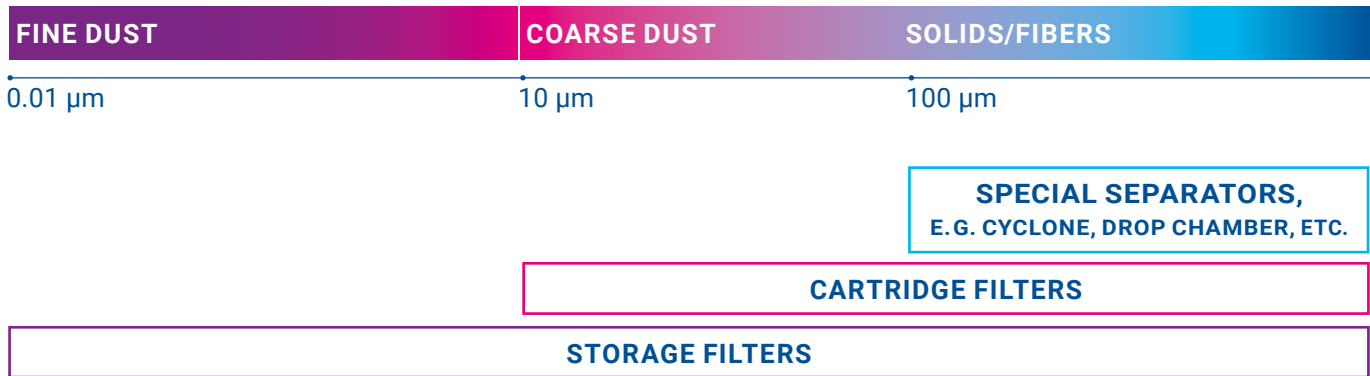 FINE DUST COARSE DUST SOLIDS/FIBERS
0.01 µm 10 µm 100 µm
SPECIAL SEPARATORS,
E.G. CYCLONE, DROP CHAMBER, ETC.
CARTRIDGE FILTERS
STORAGE FILTERS